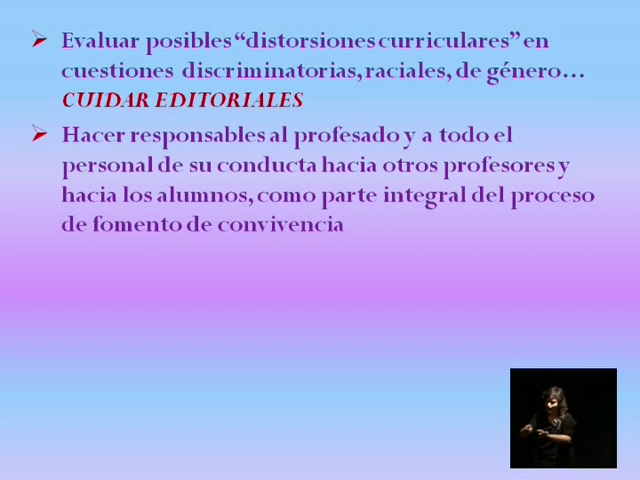 Evaluar posibles “distorsiones curriculares” en
cuestiones discriminatorias, raciales, de género…
CUIDAR EDITORIALES
Hacer responsables al profesado y a todo el
personal de su conducta hacia otros profesores y
hacia los alumnos, como parte integral del proceso
de fomento de convivencia